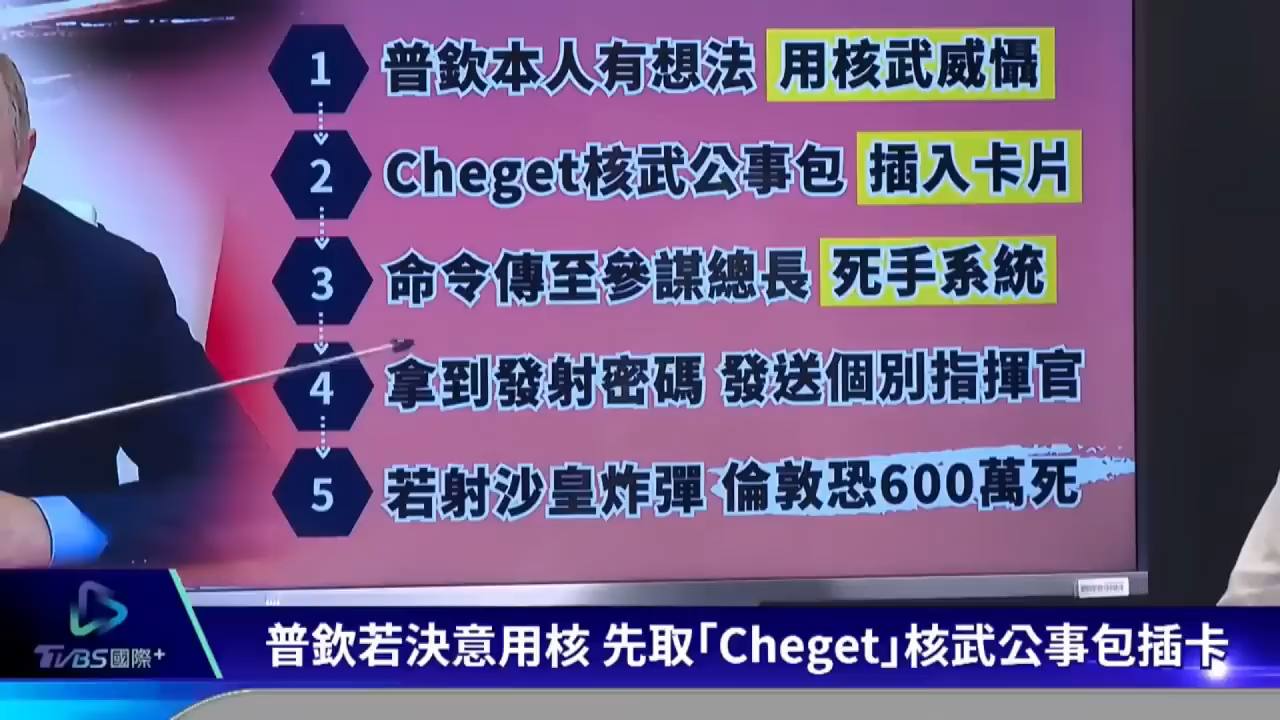 1 普欽本人有想法 用核武威懾
2 Cheget核武公事包 插入卡片
3 命令傳至參謀總長 死手系統
4 拿到發射密碼 發送個別指揮官
5 若射沙皇炸彈 倫敦恐600萬死
TVBS國際+
普欽若決意用核 先取「Cheget」核武公事包插卡